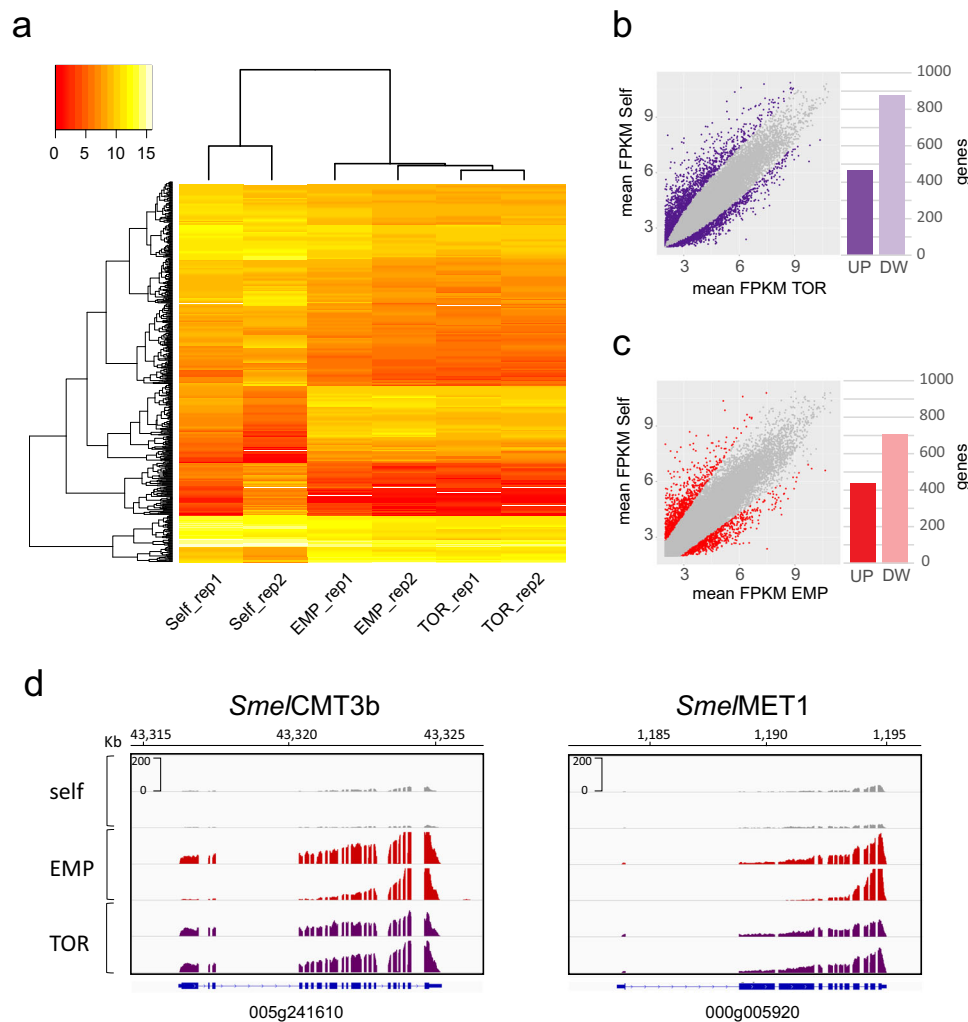 a
0 5 10 15
Self_rep1
Self_rep2
EMP_rep1
EMP_rep2
TOR_rep1
TOR_rep2
b
mean FPKM Self
9
6
3
3 6 9
mean FPKM TOR
1000
800
600
400
200
0
genes
UP DW
c
mean FPKM Self
9
6
3
3 6 9
mean FPKM EMP
1000
800
600
400
200
0
genes
UP DW
d
SmelCMT3b
Kb
43,315 43,320 43,325
200
0
self
EMP
TOR
005g241610
SmelMET1
1,185 1,190 1,195
200
0
000g005920